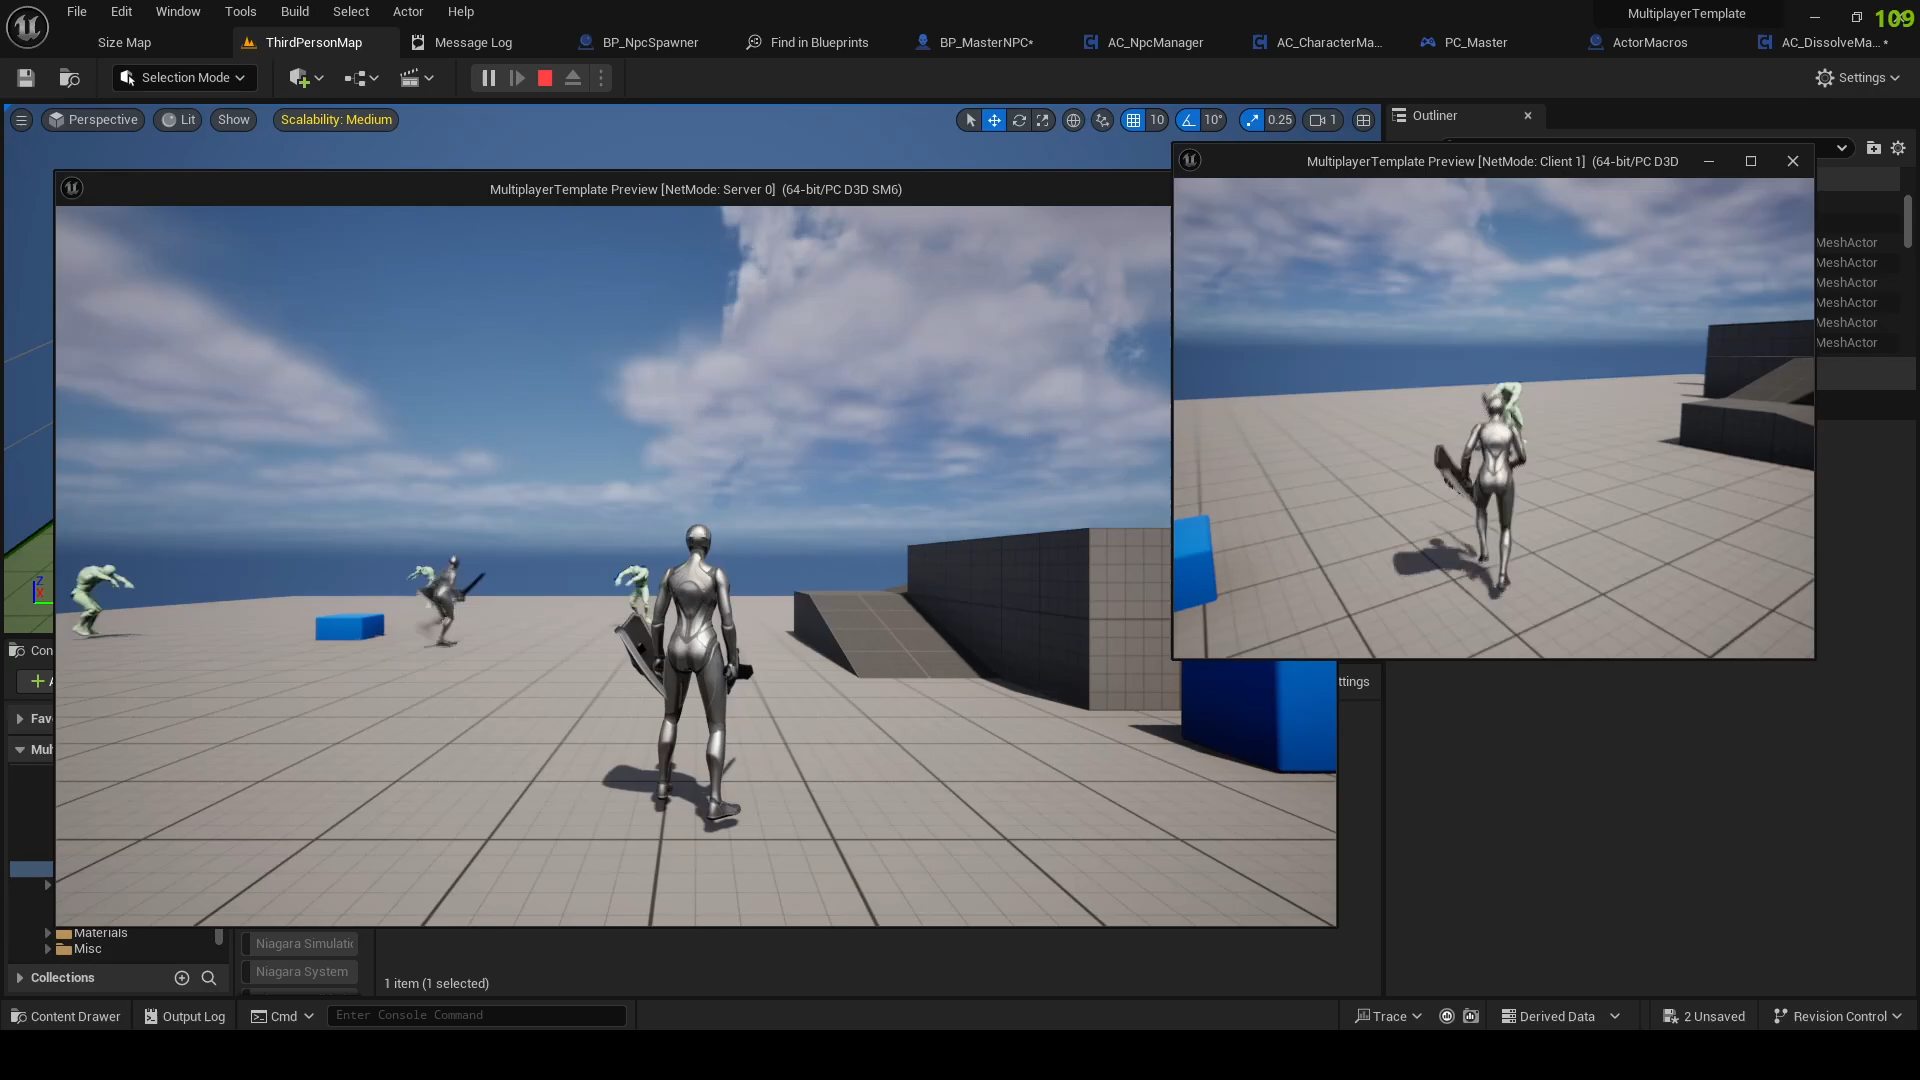 File Edit Window Tools Build Select Actor Help
MultiplayerTemplate
109
Size Map ThirdPersonMap Message Log BP_NpcSpawner Find in Blueprints BP_MasterNPC* AC_NpcManager AC_CharacterMa... PC_Master ActorMacros AC_DissolveMa... *
Selection Mode Settings
Perspective Lit Show Scalability: Medium 10 10° 0.25 1 Outliner
MultiplayerTemplate Preview [NetMode: Client 1] (64-bit/PC D3D
MultiplayerTemplate Preview [NetMode: Server 0] (64-bit/PC D3D SM6)
MeshActor
MeshActor
MeshActor
MeshActor
MeshActor
MeshActor
Z
X
Con
A
ttings
Fav
Mul
Materials
Misc
Niagara Simulatic
Niagara System
Collections
1 item (1 selected)
Content Drawer Output Log Cmd Enter Console Command Trace Derived Data 2 Unsaved Revision Control